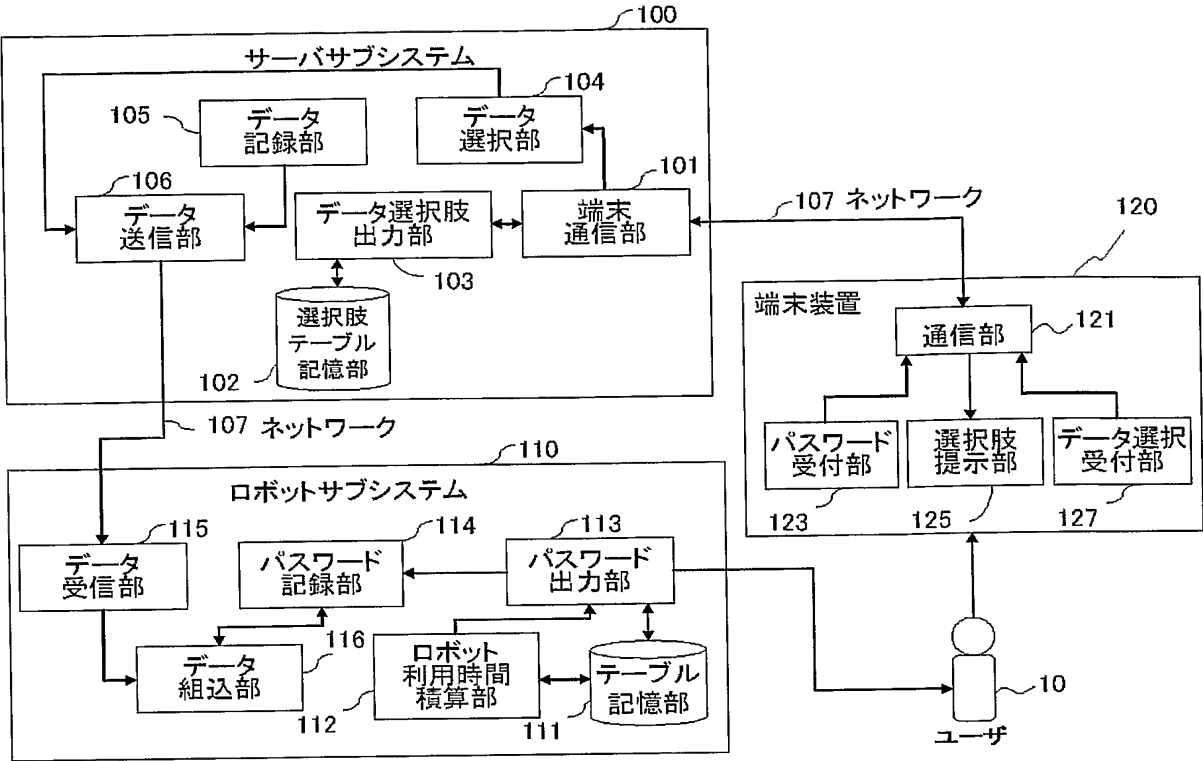 100
サーバサブシステム
104
データ
選択部
105
データ
記録部
101
端末
通信部
106
データ
送信部
データ選択肢
出力部
103
選択肢
テーブル
記憶部
102
107 ネットワーク
120
端末装置
通信部
121
パスワード
受付部
123
選択肢
提示部
125
データ選択
受付部
127
107 ネットワーク
110
ロボットサブシステム
115
データ
受信部
114
パスワード
記録部
113
パスワード
出力部
116
データ
組込部
ロボット
利用時間
積算部
112
テーブル
記憶部
111
10
ユーザ